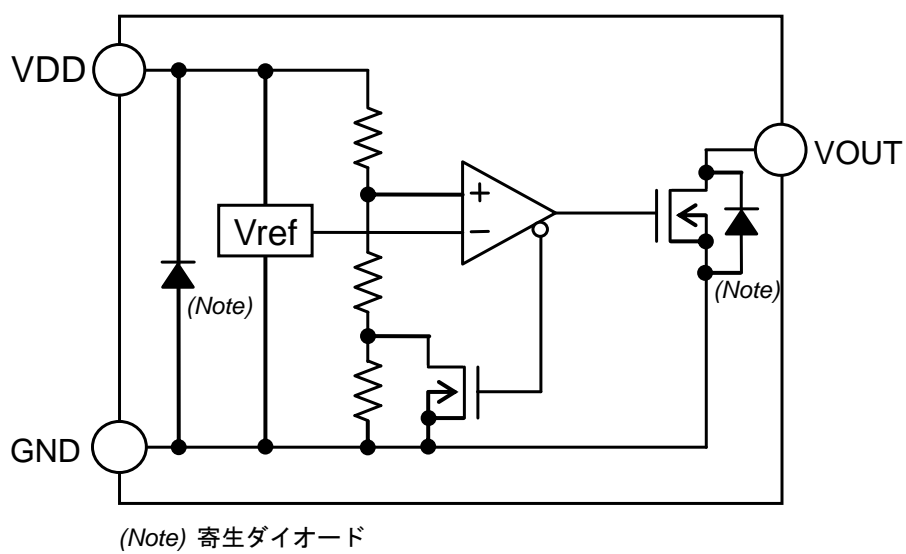 VDD
VOUT
+
Vref
−
(Note)
(Note)
GND
(Note) 寄生ダイオード